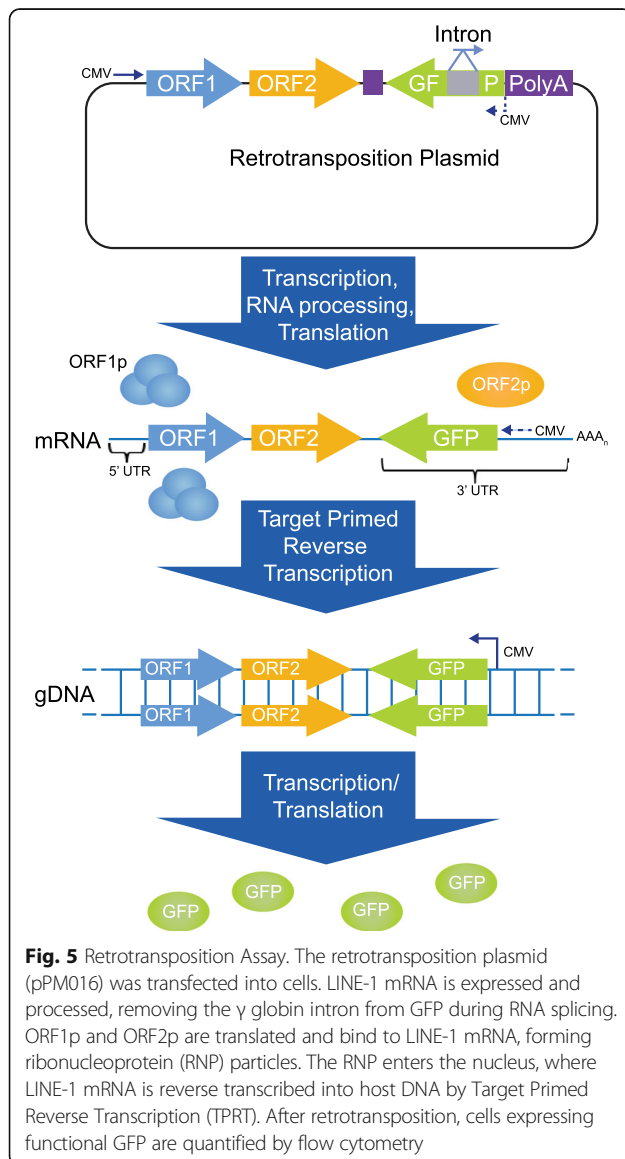 Intron
CMV
ORF1 ORF2 GF P PolyA
CMV
Retrotransposition Plasmid
Transcription,
RNA processing,
Translation
ORF1p
ORF2p
mRNA ORF1 ORF2 GFP CMV AAAn
5' UTR
3' UTR
Target Primed
Reverse
Transcription
CMV
ORF1 ORF2 GFP
gDNA
ORF1 ORF2 GFP
Transcription/
Translation
GFP GFP GFP GFP
Fig. 5 Retrotransposition Assay. The retrotransposition plasmid
(pPM016) was transfected into cells. LINE-1 mRNA is expressed and
processed, removing the γ globin intron from GFP during RNA splicing.
ORF1p and ORF2p are translated and bind to LINE-1 mRNA, forming
ribonucleoprotein (RNP) particles. The RNP enters the nucleus, where
LINE-1 mRNA is reverse transcribed into host DNA by Target Primed
Reverse Transcription (TPRT). After retrotransposition, cells expressing
functional GFP are quantified by flow cytometry